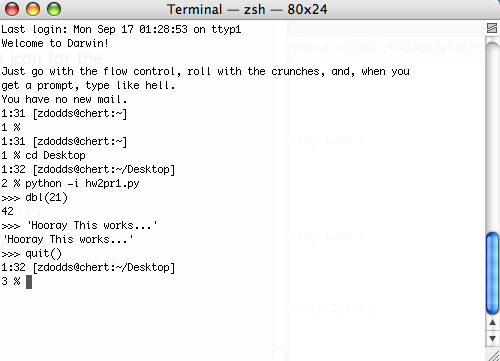 Terminal — zsh — 80x24
Last login: Mon Sep 17 01:28:53 on ttyp1
Welcome to Darwin!
Just go with the flow control, roll with the crunches, and, when you
get a prompt, type like hell.
You have no new mail.
1:31 [zdodds@chert:~]
1 %
1:31 [zdodds@chert:~]
1 % cd Desktop
1:32 [zdodds@chert:~/Desktop]
2 % python -i hw2pr1.py
>>> dbl(21)
42
>>> 'Hooray This works...'
'Hooray This works...'
>>> quit()
1:32 [zdodds@chert:~/Desktop]
3 %